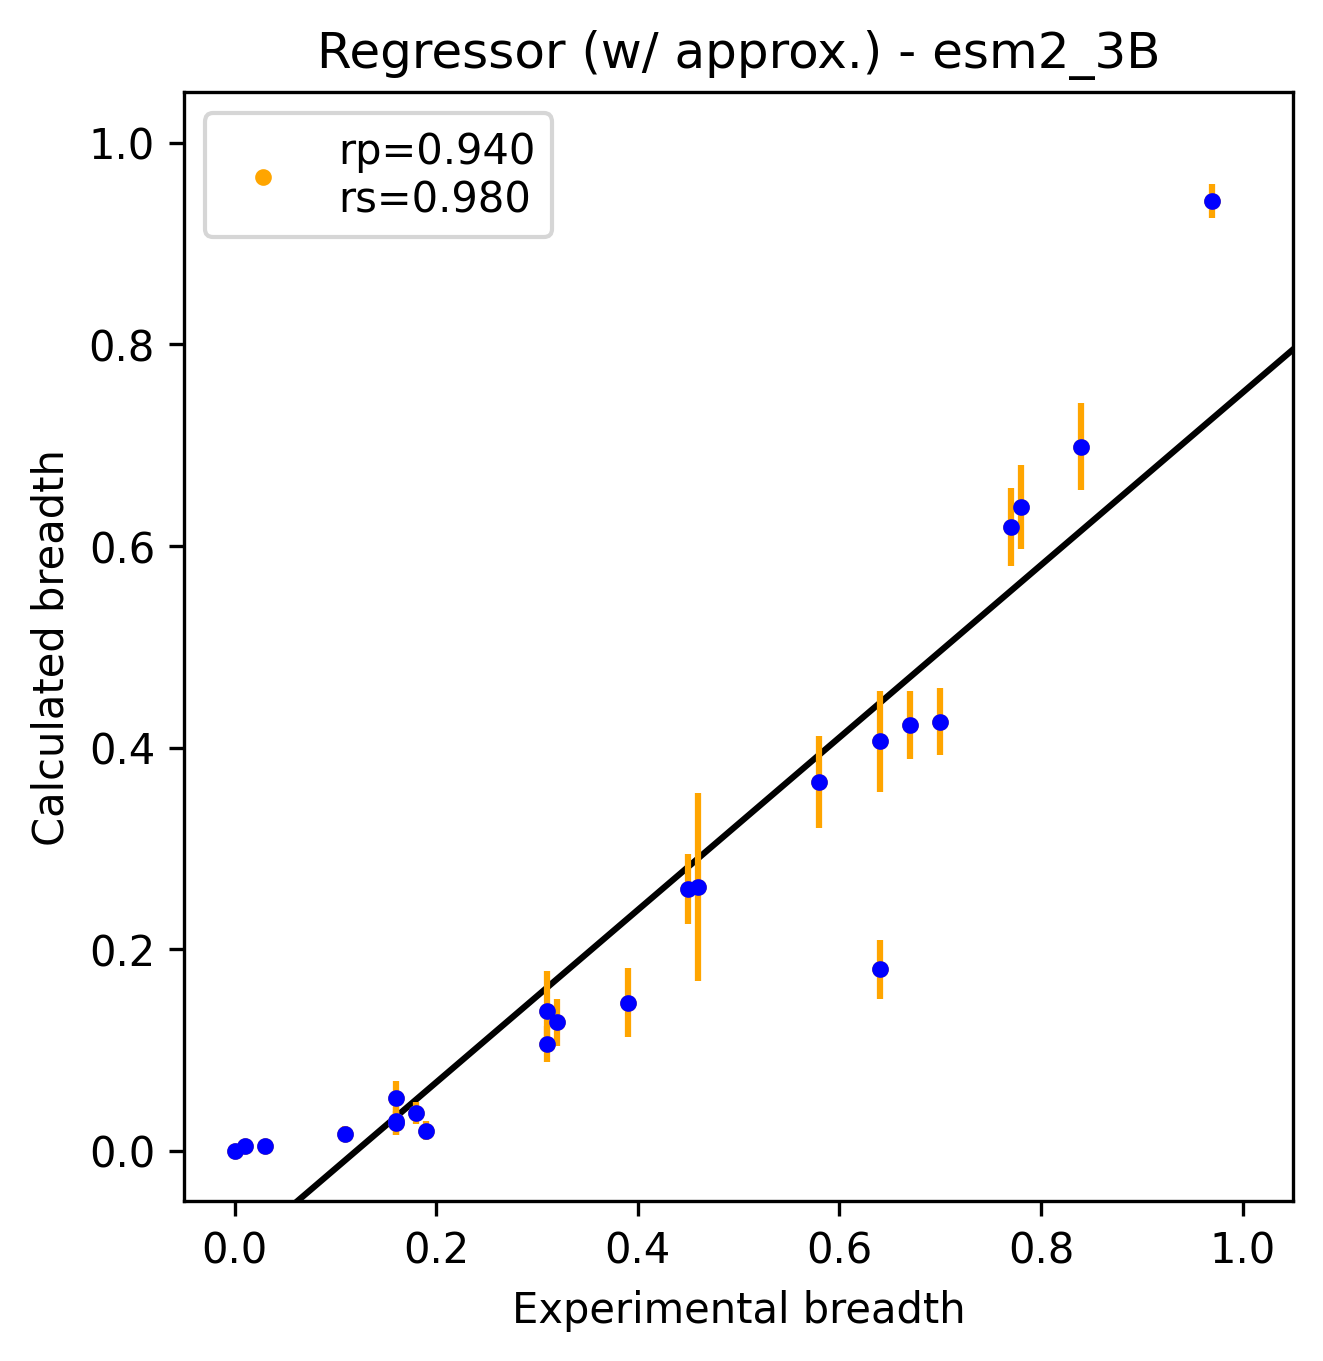 Regressor (w/ approx.) - esm2_3B
rp=0.940
rs=0.980
1.0
0.8
0.6
0.4
0.2
0.0
Calculated breadth
0.0 0.2 0.4 0.6 0.8 1.0
Experimental breadth